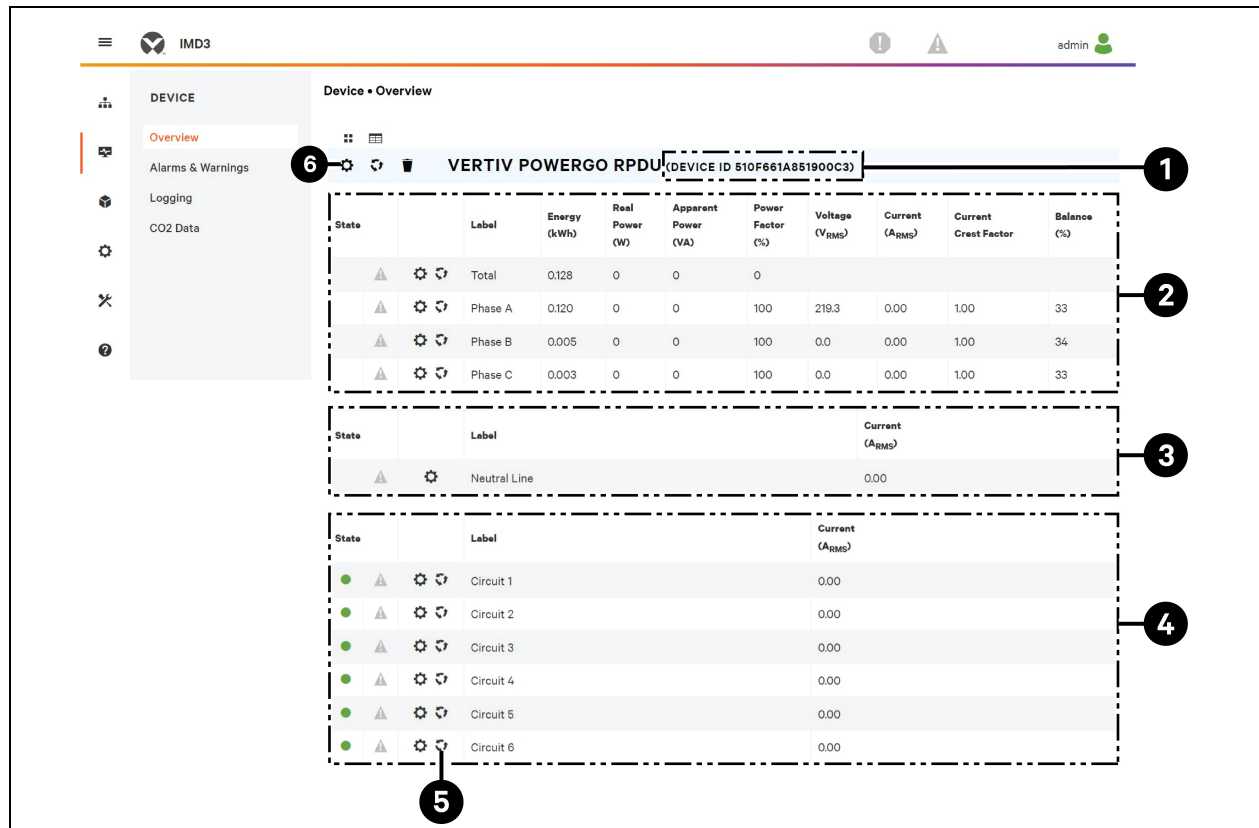 IMD3
admin
DEVICE
Overview
Alarms & Warnings
Logging
CO2 Data
Device • Overview
6
VERTIV POWERGO RPDU (DEVICE ID 510F661A851900C3)
1
State Label Energy (kWh) Real Power (W) Apparent Power (VA) Power Factor (%) Voltage (VRMS) Current (ARMS) Current Crest Factor Balance (%)
Total 0.128 0 0 0
2
Phase A 0.120 0 0 100 219.3 0.00 1.00 33
Phase B 0.005 0 0 100 0.0 0.00 1.00 34
Phase C 0.003 0 0 100 0.0 0.00 1.00 33
State Label Current (ARMS)
3
Neutral Line 0.00
State Label Current (ARMS)
Circuit 1 0.00
Circuit 2 0.00
4
Circuit 3 0.00
Circuit 4 0.00
Circuit 5 0.00
Circuit 6 0.00
5